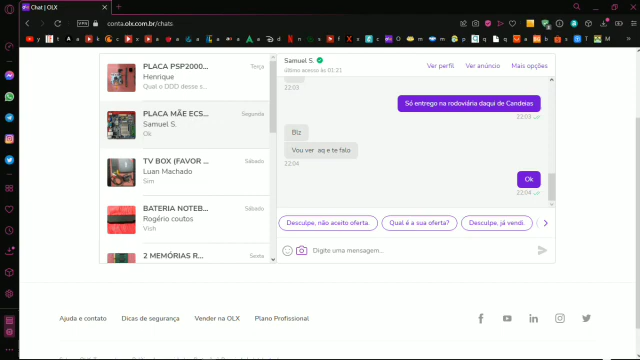 Chat | OLX
VPN
conta.olx.com.br/chats
PLACA PSP2000...
Terça
Henrique
Qual o DDD desse s...
PLACA MÃE ECS...
Segunda
Samuel S.
Ok
TV BOX (FAVOR ...
Sábado
Luan Machado
Sim
BATERIA NOTEB...
Sábado
Rogério coutos
Vish
2 MEMÓRIAS R...
Sexta
Samuel S.
último acesso às 01:21
Ver perfil
Ver anúncio
Mais opções
22:03
Só entrego na rodoviária daqui de Candeias
22:03
Blz
Vou ver aq e te falo
22:04
Ok
22:04
Desculpe, não aceito oferta.
Qual é a sua oferta?
Desculpe, já vendi.
Digite uma mensagem...
Ajuda e contato
Dicas de segurança
Vender na OLX
Plano Profissional